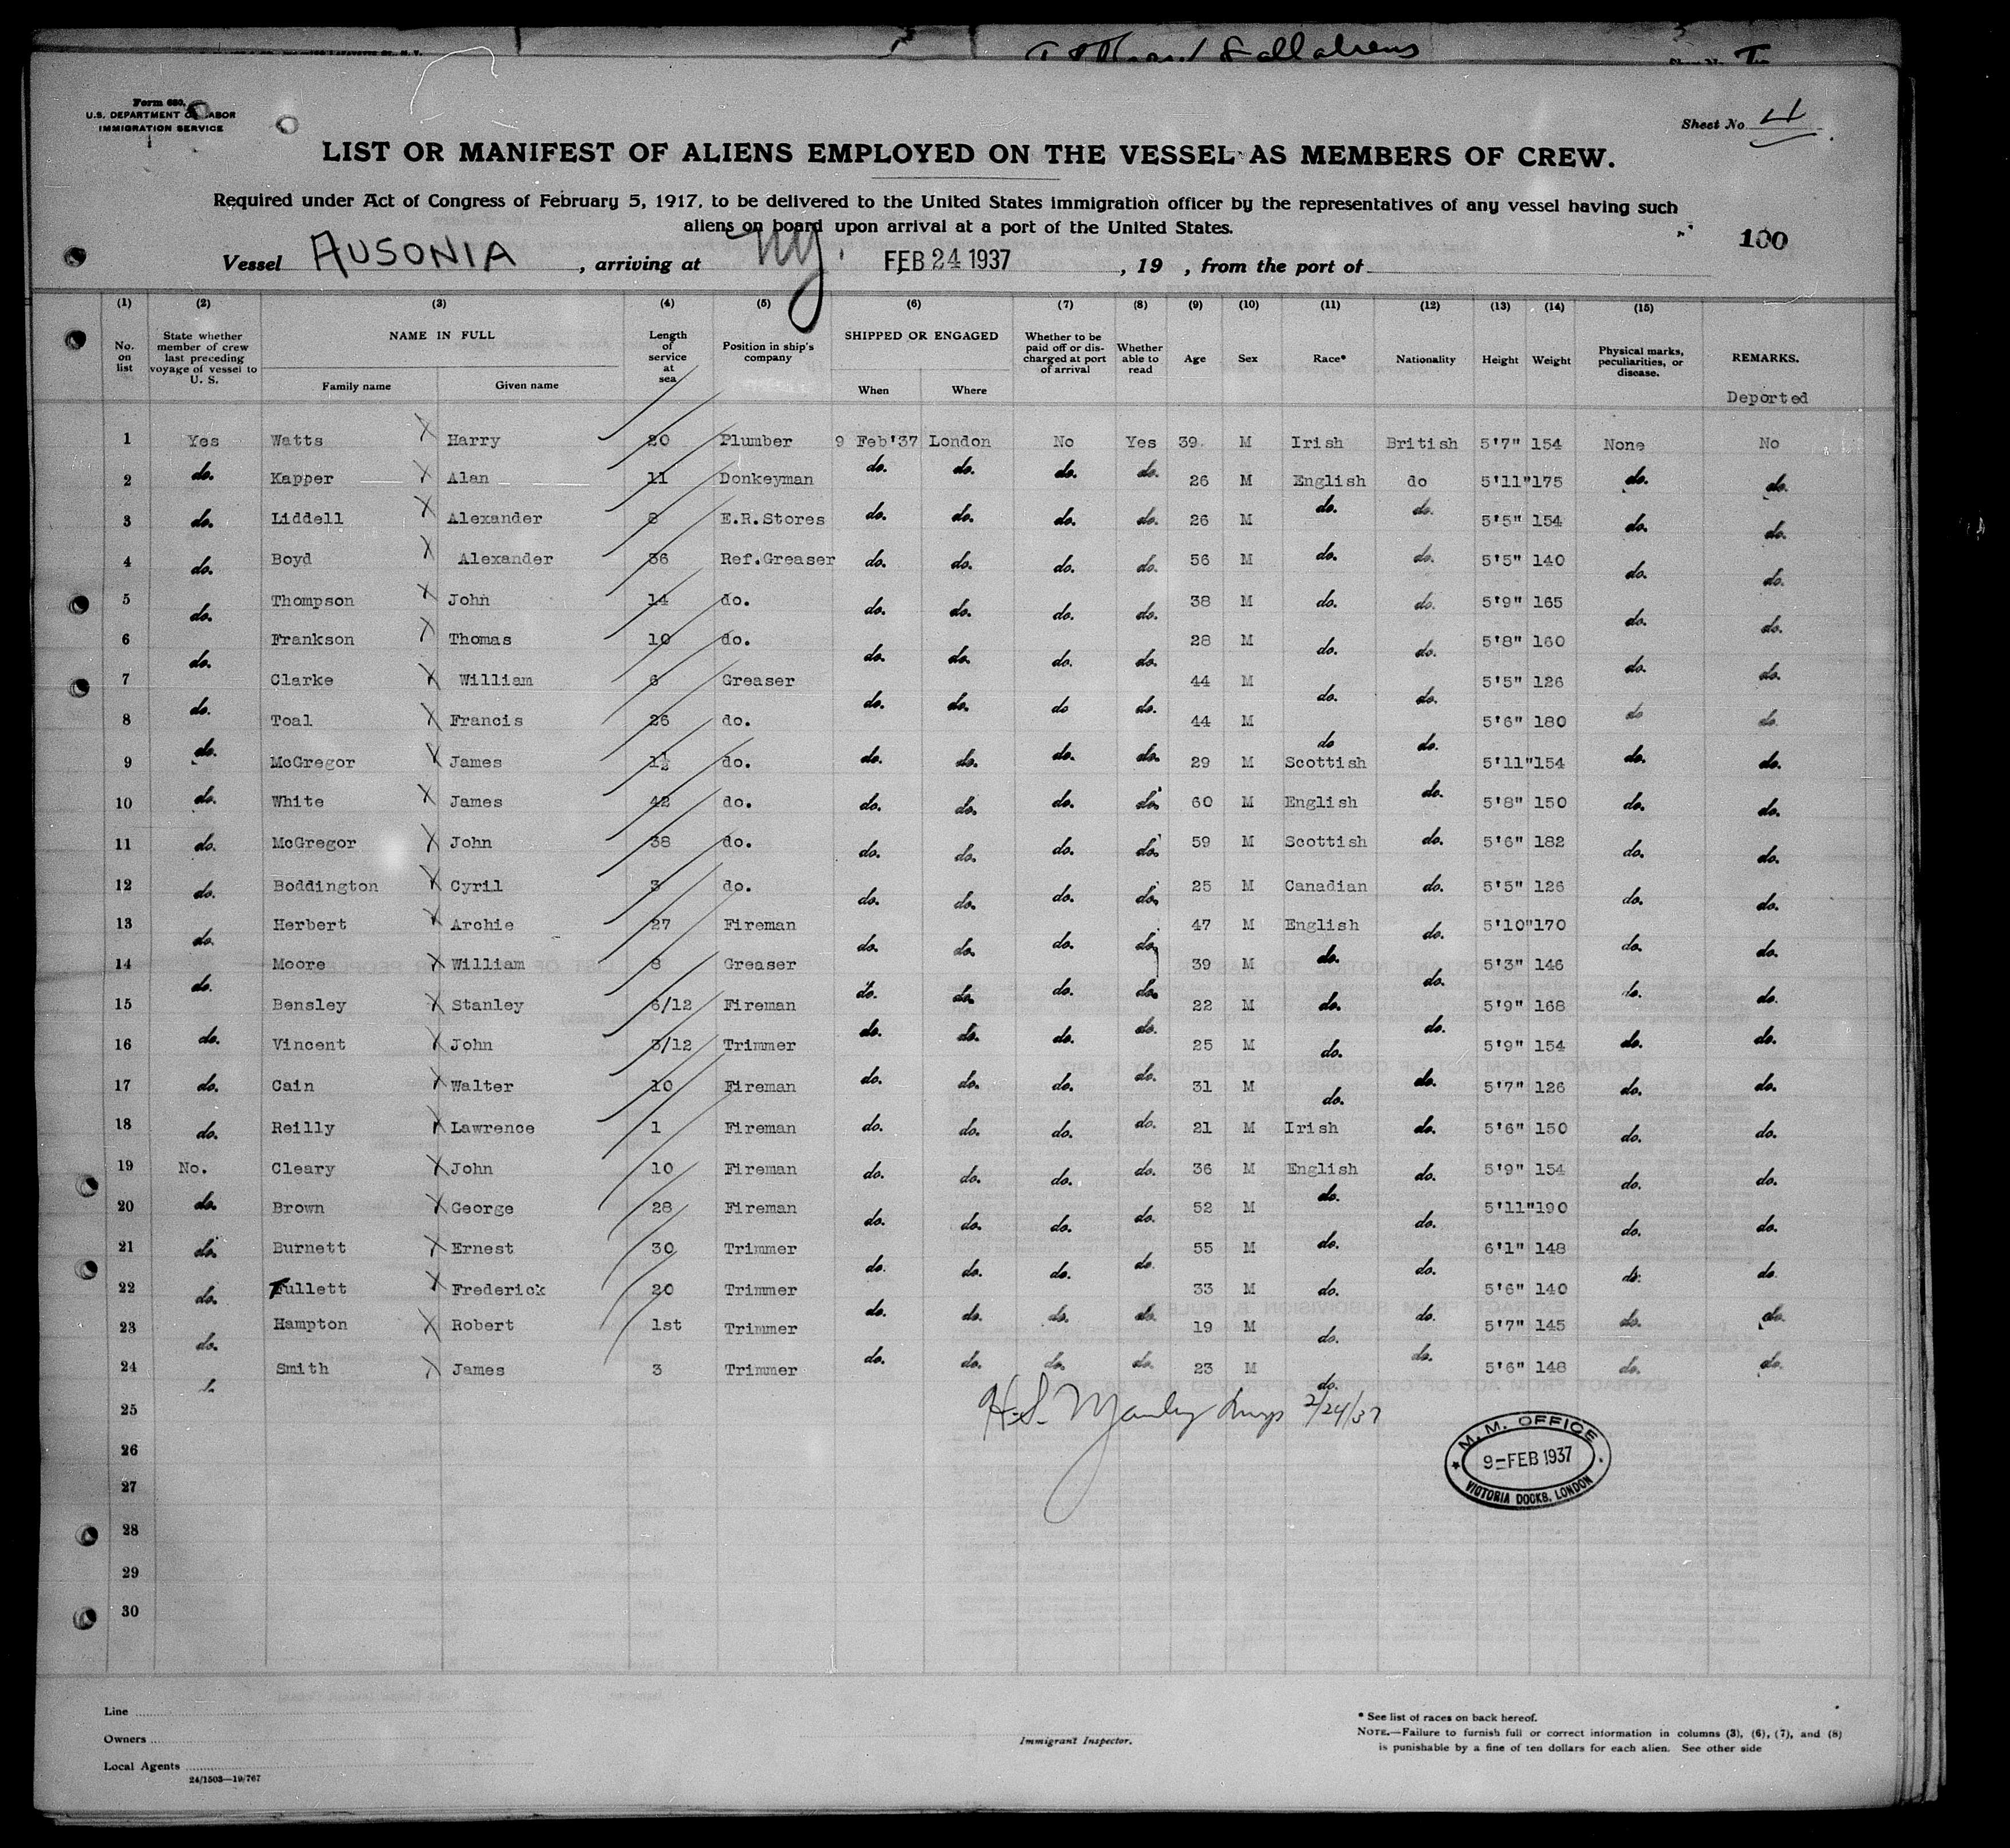 Form 680.
U.S. DEPARTMENT OF LABOR
IMMIGRATION SERVICE
Sheet No. 4
LIST OR MANIFEST OF ALIENS EMPLOYED ON THE VESSEL AS MEMBERS OF CREW.
Required under Act of Congress of February 5, 1917, to be delivered to the United States immigration officer by the representatives of any vessel having such
aliens on board upon arrival at a port of the United States.
100
Vessel AUSONIA, arriving at NY. FEB 24 1937, 19 , from the port of
(1) (2) (3) (4) (5) (6) (7) (8) (9) (10) (11) (12) (13) (14) (15)
No. on list State whether member of crew last preceding voyage of vessel to U. S. NAME IN FULL Family name Given name Length of service at sea Position in ship's company SHIPPED OR ENGAGED When Where Whether to be paid off or discharged at port of arrival Whether able to read Age Sex Race* Nationality Height Weight Physical marks, peculiarities, or disease. REMARKS.
Deported
1 Yes Watts X Harry 20 Plumber 9 Feb'37 London No Yes 39 M Irish British 5'7" 154 None No
2 do. Kapper X Alan 11 Donkeyman do. do. do. do. 26 M English do 5'11" 175 do. do.
3 do. Liddell X Alexander 8 E.R.Stores do. do. do. do. 26 M do. do. 5'5" 154 do. do.
4 do. Boyd X Alexander 36 Ref.Greaser do. do. do. do. 56 M do. do. 5'5" 140 do. do.
5 do. Thompson X John 14 do. do. do. do. do. 38 M do. do. 5'9" 165 do. do.
6 do. Frankson X Thomas 10 do. do. do. do. do. 28 M do. do. 5'8" 160 do. do.
7 do. Clarke X William 6 Greaser do. do. do do. 44 M do. do. 5'5" 126 do do.
8 do. Toal X Francis 26 do. do. do. do. do. 44 M do do. 5'6" 180 do. do.
9 do. McGregor X James 1½ do. do. do. do. do. 29 M Scottish do. 5'11" 154 do. do.
10 do. White X James 42 do. do. do. do. do. 60 M English do. 5'8" 150 do. do.
11 do. McGregor X John 38 do. do. do. do. do. 59 M Scottish do. 5'6" 182 do. do.
12 do. Boddington X Cyril 3 do. do. do. do. do. 25 M Canadian do. 5'5" 126 do. do.
13 do. Herbert X Archie 27 Fireman do. do. do. do. 47 M English do. 5'10" 170 do. do.
14 do. Moore X William 8 Greaser do. do. do. do. 39 M do. do. 5'3" 146 do. do.
15 Bensley X Stanley 6/12 Fireman do. do. do. do. 22 M do. do. 5'9" 168 do. do.
16 do. Vincent X John 3/12 Trimmer do. do. do. do. 25 M do. 5'9" 154 do. do.
17 do. Cain X Walter 10 Fireman do. do. do. do. 31 M do. do. 5'7" 126 do. do.
18 do. Reilly X Lawrence 1 Fireman do. do. do. do. 21 M Irish do. 5'6" 150 do. do.
19 No. Cleary X John 10 Fireman do. do. do. do. 36 M English do. 5'9" 154 do. do.
20 do. Brown X George 28 Fireman do. do. do. do. 52 M do. do. 5'11" 190 do. do.
21 do. Burnett X Ernest 30 Trimmer do. do. do. do. 55 M do. do. 6'1" 148 do. do.
22 do. Tullett X Frederick 20 Trimmer do. do. do. do. 33 M do. do. 5'6" 140 do. do.
23 do. Hampton X Robert 1st Trimmer do. do. do. do. 19 M do. do. 5'7" 145 do. do.
24 Smith X James 3 Trimmer do. do. do. do. 23 M do. 5'6" 148 do. do.
25
H.S. Manley Insp 2/24/37
26
27
28
29
30
M. M. OFFICE
9-FEB 1937
VICTORIA DOCKS, LONDON
Line
Owners
Local Agents
24/1503—19/767
Immigrant Inspector.
* See list of races on back hereof.
NOTE.—Failure to furnish full or correct information in columns (3), (6), (7), and (8)
is punishable by a fine of ten dollars for each alien. See other side